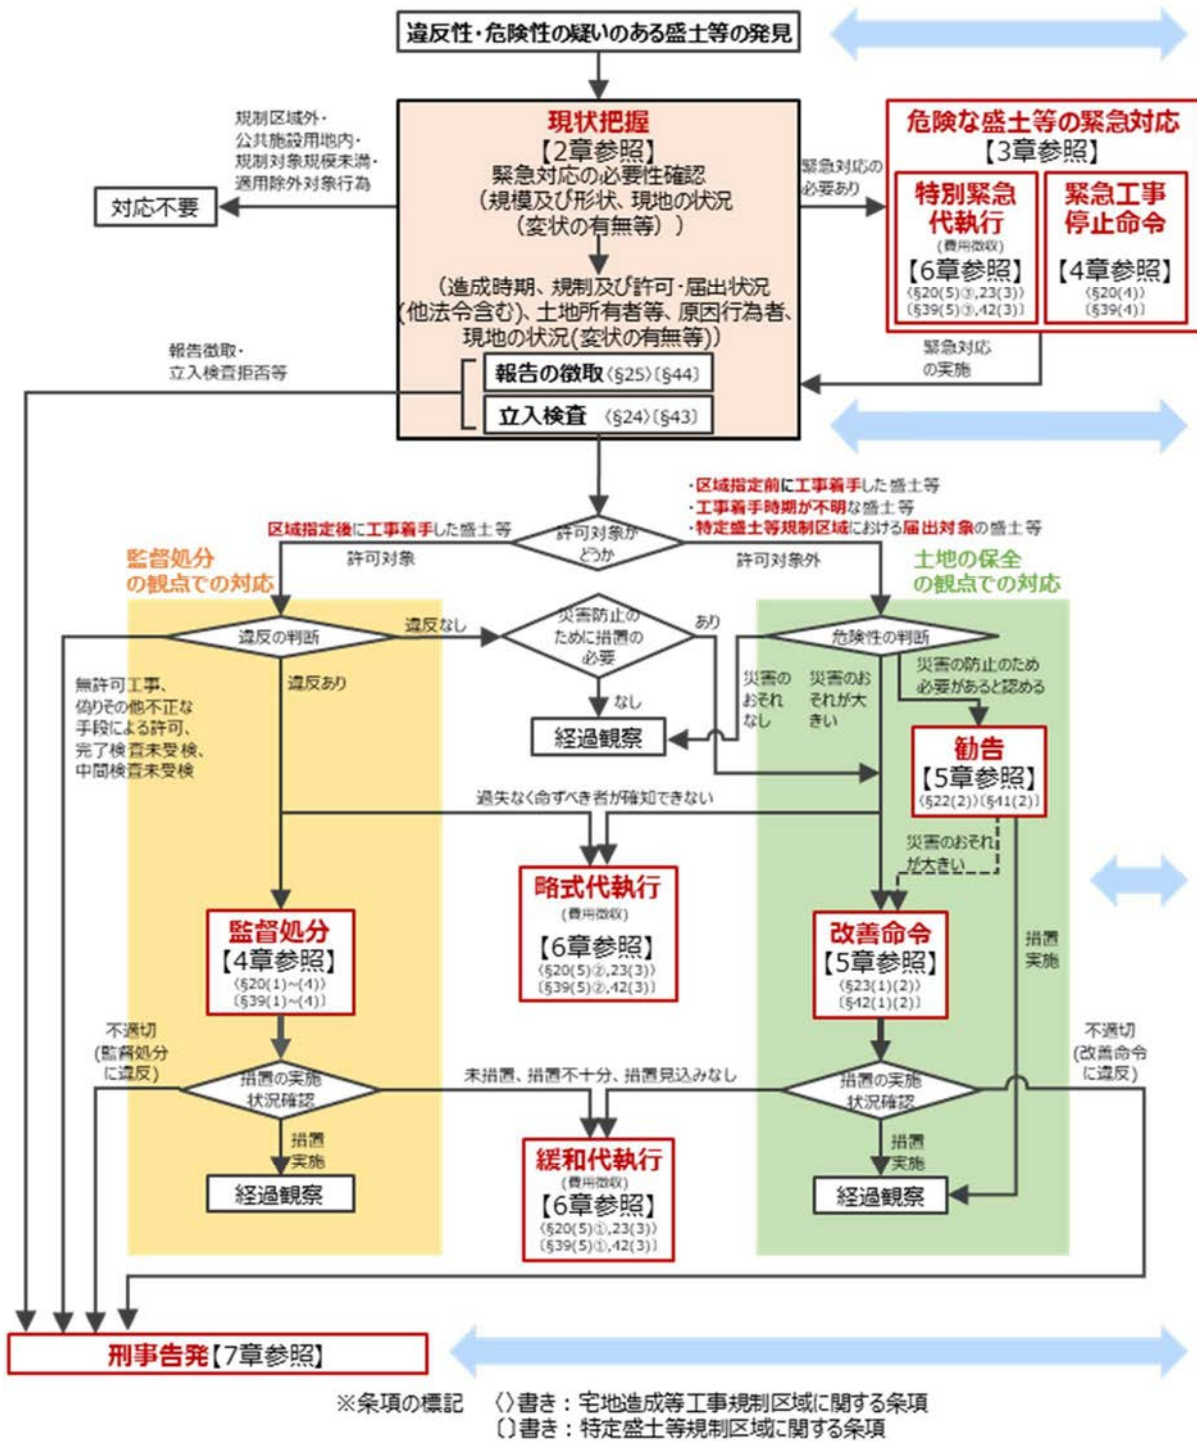 違反性・危険性の疑いのある盛土等の発見
現状把握
【2章参照】
緊急対応の必要性確認
（規模及び形状、現地の状況
（変状の有無等））
（造成時期、規制及び許可・届出状況
(他法令含む)、土地所有者等、原因行為者、
現地の状況(変状の有無等)）
報告の徴取〈§25〉〔§44〕
立入検査 〈§24〉〔§43〕
規制区域外・
公共施設用地内・
規制対象規模未満・
適用除外対象行為
対応不要
緊急対応の
必要あり
危険な盛土等の緊急対応
【3章参照】
特別緊急
代執行
(費用徴収)
【6章参照】
〈§20(5)③,23(3)〉
〔§39(5)③,42(3)〕
緊急工事
停止命令
【4章参照】
〈§20(4)〉
〔§39(4)〕
緊急対応
の実施
報告徴取・
立入検査拒否等
・区域指定前に工事着手した盛土等
・工事着手時期が不明な盛土等
・特定盛土等規制区域における届出対象の盛土等
区域指定後に工事着手した盛土等
許可対象か
どうか
許可対象
許可対象外
監督処分
の観点での対応
土地の保全
の観点での対応
違反の判断
違反なし
災害防止の
ために措置の
必要
あり
危険性の判断
無許可工事、
偽りその他不正な
手段による許可、
完了検査未受検、
中間検査未受検
違反あり
なし
経過観察
災害の
おそれ
なし
災害のお
それが大
きい
災害の防止のため
必要があると認める
勧告
【5章参照】
〈§22(2)〉〔§41(2)〕
過失なく命ずべき者が確知できない
災害のおそれ
が大きい
略式代執行
(費用徴収)
【6章参照】
〈§20(5)②,23(3)〉
〔§39(5)②,42(3)〕
監督処分
【4章参照】
〈§20(1)~(4)〉
〔§39(1)~(4)〕
改善命令
【5章参照】
〈§23(1)(2)〉
〔§42(1)(2)〕
措置
実施
不適切
(監督処分
に違反)
措置の実施
状況確認
未措置、措置不十分、措置見込みなし
措置の実施
状況確認
不適切
(改善命令
に違反)
措置
実施
経過観察
緩和代執行
(費用徴収)
【6章参照】
〈§20(5)①,23(3)〉
〔§39(5)①,42(3)〕
措置
実施
経過観察
刑事告発【7章参照】
※条項の標記 〈〉書き：宅地造成等工事規制区域に関する条項
〔〕書き：特定盛土等規制区域に関する条項